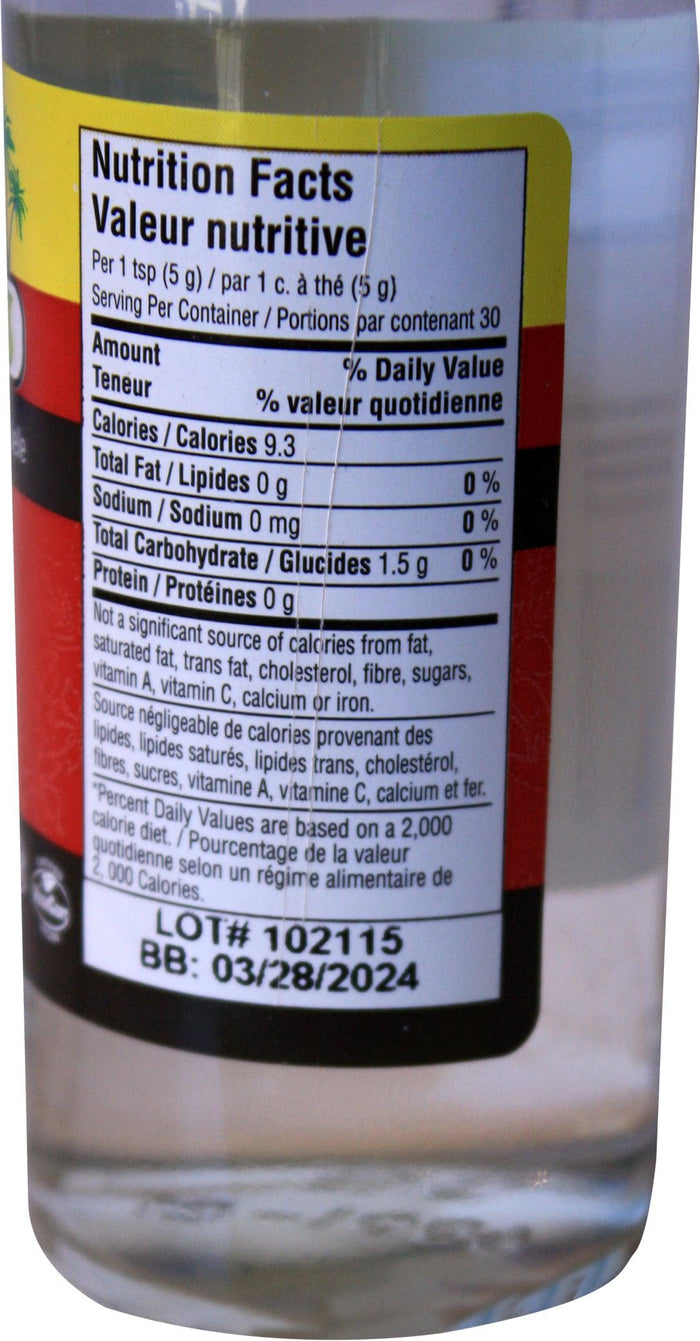 Nutrition Facts
Valeur nutritive
Per 1 tsp (5 g) / par 1 c. à thé (5 g)
Serving Per Container / Portions par contenant 30
Amount % Daily Value
Teneur % valeur quotidienne
Calories / Calories 9.3
Total Fat / Lipides 0 g 0 %
Sodium / Sodium 0 mg 0 %
Total Carbohydrate / Glucides 1.5 g 0 %
Protein / Protéines 0 g
Not a significant source of calories from fat,
saturated fat, trans fat, cholesterol, fibre, sugars,
vitamin A, vitamin C, calcium or iron.
Source négligeable de calories provenant des
lipides, lipides saturés, lipides trans, cholestérol,
fibres, sucres, vitamine A, vitamine C, calcium et fer.
*Percent Daily Values are based on a 2,000
calorie diet. / Pourcentage de la valeur
quotidienne selon un régime alimentaire de
2, 000 Calories.
LOT# 102115
BB: 03/28/2024